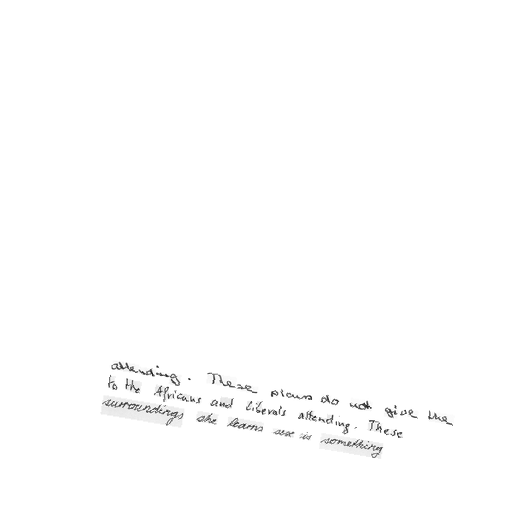 attending. These plans do not give the
to the Africans and Liberals attending. These
surroundings she learns sex is something